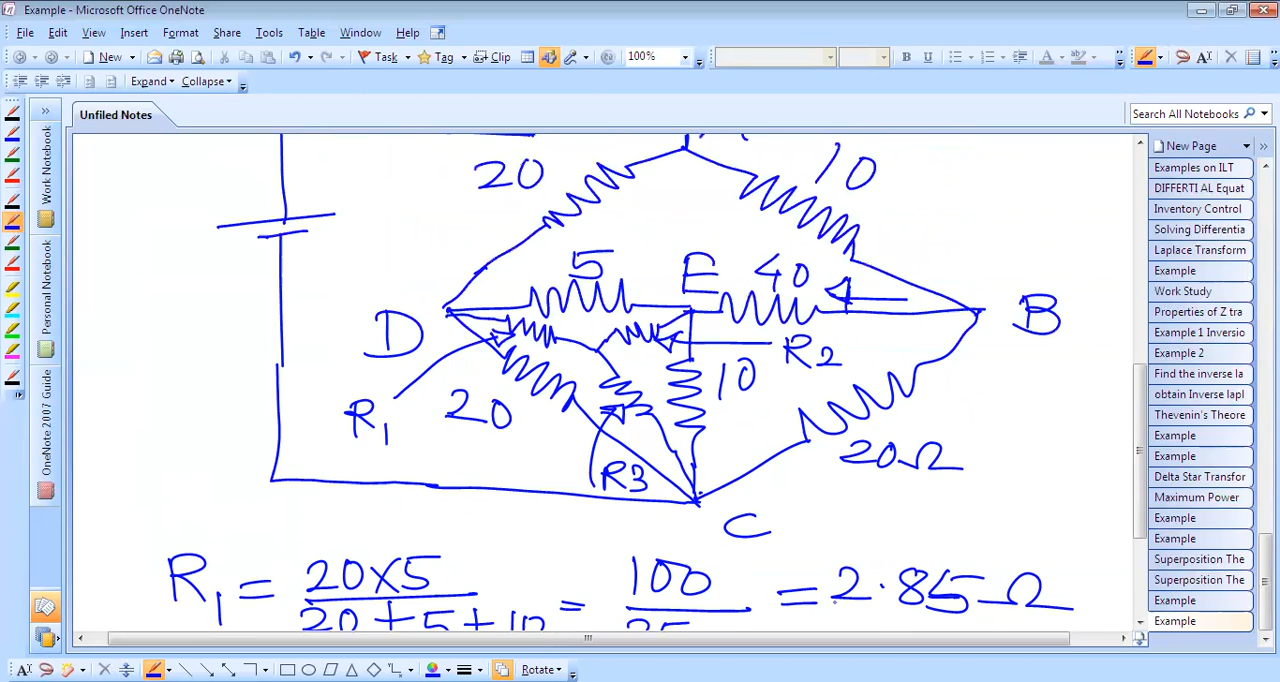 Example - Microsoft Office OneNote
File Edit View Insert Format Share Tools Table Window Help
New Task Tag Clip 100% B I U A
Expand Collapse
Unfiled Notes
Search All Notebooks
New Page
Examples on ILT
DIFFERTI AL Equat
Inventory Control
Solving Differentia
Laplace Transform
Example
Work Study
Properties of Z tra
Example 1 Inversio
Example 2
Find the inverse la
obtain Inverse lapl
Thevenin's Theore
Example
Example
Delta Star Transfor
Maximum Power
Example
Example
Superposition The
Superposition The
Example
Work Notebook
Personal Notebook
OneNote 2007 Guide
20 10
5 E 40
D B
R2
10
R1 20
20Ω
R3
C
R1 = 20×5 / 20+5+10 = 100 / 35 = 2.85Ω
Rotate